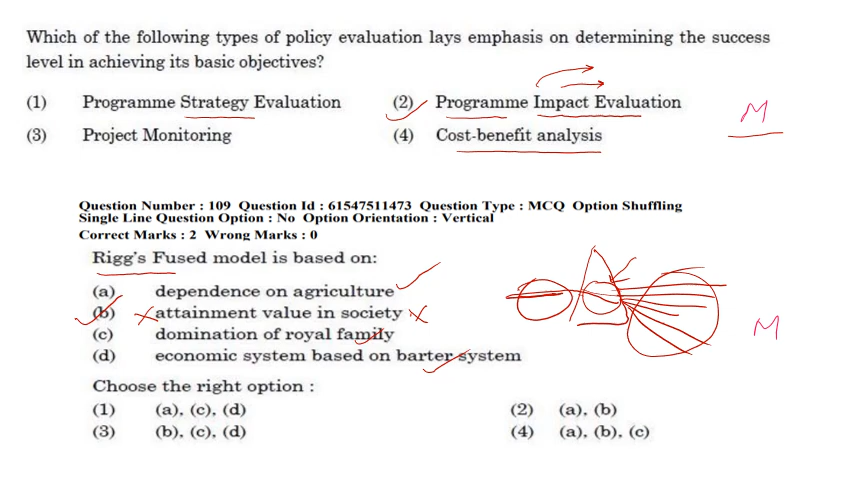 Which of the following types of policy evaluation lays emphasis on determining the success
level in achieving its basic objectives?
(1) Programme Strategy Evaluation (2) Programme Impact Evaluation
(3) Project Monitoring (4) Cost-benefit analysis
M
Question Number : 109 Question Id : 61547511473 Question Type : MCQ Option Shuffling
Single Line Question Option : No Option Orientation : Vertical
Correct Marks : 2 Wrong Marks : 0
Rigg's Fused model is based on:
(a) dependence on agriculture
(b) attainment value in society
(c) domination of royal family
(d) economic system based on barter system
M
Choose the right option :
(1) (a), (c), (d) (2) (a), (b)
(3) (b), (c), (d) (4) (a), (b), (c)